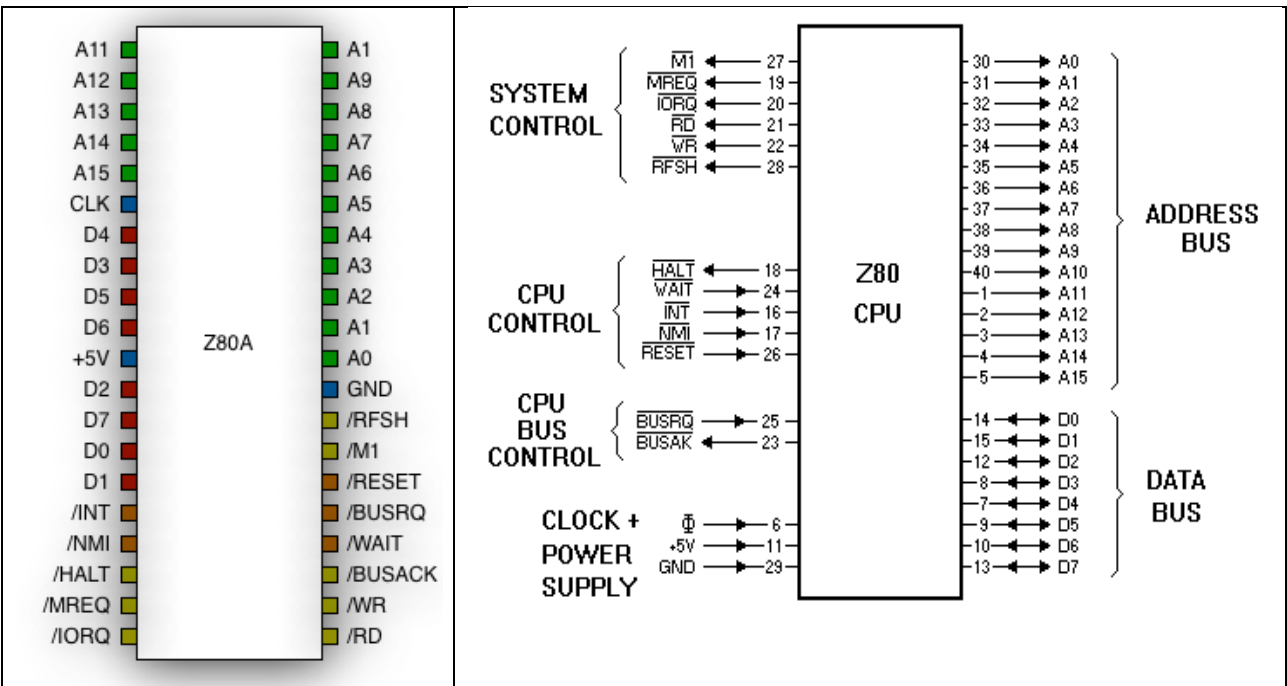 A11 A1
A12 A9
A13 A8
A14 A7
A15 A6
CLK A5
D4 A4
D3 A3
D5 A2
D6 A1
+5V A0
D2 GND
D7 /RFSH
D0 /M1
D1 /RESET
/INT /BUSRQ
/NMI /WAIT
/HALT /BUSACK
/MREQ /WR
/IORQ /RD
Z80A
SYSTEM
CONTROL
M1 27
MREQ 19
IORQ 20
RD 21
WR 22
RFSH 28
CPU
CONTROL
HALT 18
WAIT 24
INT 16
NMI 17
RESET 26
CPU
BUS
CONTROL
BUSRQ 25
BUSAK 23
CLOCK +
POWER
SUPPLY
Φ 6
+5V 11
GND 29
Z80
CPU
30 A0
31 A1
32 A2
33 A3
34 A4
35 A5
36 A6
37 A7
38 A8
39 A9
40 A10
1 A11
2 A12
3 A13
4 A14
5 A15
ADDRESS
BUS
14 D0
15 D1
12 D2
8 D3
7 D4
9 D5
10 D6
13 D7
DATA
BUS